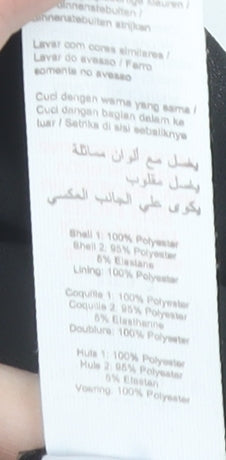 kleuren /
binnenstebuiten /
binnenstebuiten strijken
Lavar com cores similares /
Lavar do avesso / Ferro
somente no avesso
Cuci dengan warna yang sama /
Cuci dengan bagian dalam ke
luar / Setrika di sisi sebaliknya
يغسل مع ألوان مماثلة
يغسل مقلوب
يكوى على الجانب العكسي
Shell 1: 100% Polyester
Shell 2: 95% Polyester
5% Elastane
Lining: 100% Polyester
Coquille 1: 100% Polyester
Coquille 2: 95% Polyester
5% Elasthanne
Doublure: 100% Polyester
Huls 1: 100% Polyester
Huls 2: 95% Polyester
5% Elastan
Voering: 100% Polyester